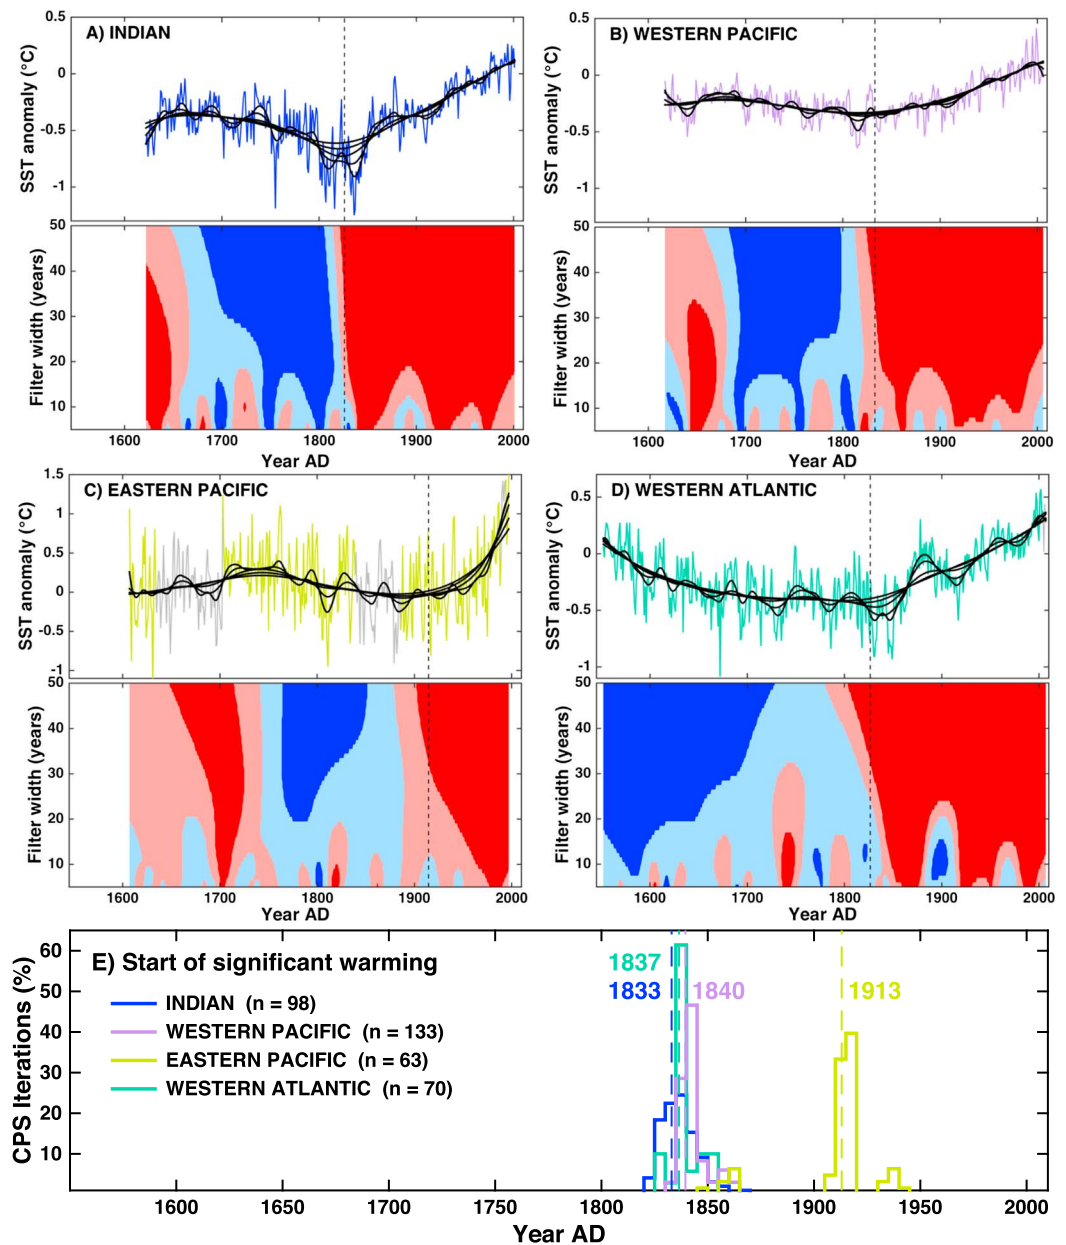 A) INDIAN
SST anomaly (°C)
0.5
0
-0.5
-1
Filter width (years)
50
40
30
20
10
1600 1700 1800 1900 2000
Year AD
B) WESTERN PACIFIC
SST anomaly (°C)
0.5
0
-0.5
-1
Filter width (years)
50
40
30
20
10
1600 1700 1800 1900 2000
Year AD
C) EASTERN PACIFIC
SST anomaly (°C)
1.5
1
0.5
0
-0.5
-1
Filter width (years)
50
40
30
20
10
1600 1700 1800 1900 2000
Year AD
D) WESTERN ATLANTIC
SST anomaly (°C)
0.5
0
-0.5
-1
Filter width (years)
50
40
30
20
10
1600 1700 1800 1900 2000
Year AD
E) Start of significant warming
CPS Iterations (%)
60
50
40
30
20
10
INDIAN (n = 98)
WESTERN PACIFIC (n = 133)
EASTERN PACIFIC (n = 63)
WESTERN ATLANTIC (n = 70)
1837
1833 1840 1913
1600 1650 1700 1750 1800 1850 1900 1950 2000
Year AD